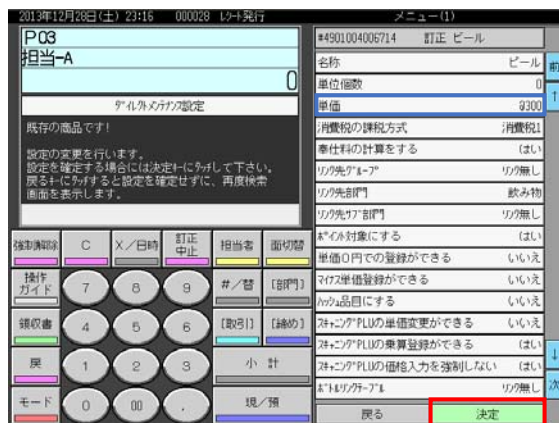 2013年12月28日(土) 23:16 000028 レシート発行
メニュー(1)
P03
担当-A
0
#4901004006714 訂正 ビール
ダイレクトメンテナンス設定
既存の商品です!
設定の変更を行います。
設定を確定する場合には決定キーにタッチして下さい。
戻るキーにタッチすると設定を確定せずに、再度検索
画面を表示します。
名称 ビール
単位個数 0
単価 @300
消費税の課税方式 消費税1
奉仕料の計算をする (はい
リンク先グループ リンク無し
リンク先部門 飲み物
リンク先サブ部門 リンク無し
ポイント対象にする (はい
単価0円での登録ができる いいえ
マイナス単価登録ができる いいえ
ハッシュ品目にする いいえ
スキャニングPLUの単価変更ができる いいえ
スキャニングPLUの乗算登録ができる (はい
スキャニングPLUの価格入力を強制しない (はい
ボトルリンクテーブル リンク無し
戻る 決定
前
↑
↓
次
強制解除 C ×/日時 訂正中止 担当者 面切替
操作ガイド 7 8 9 #/替 [部門]
領収書 4 5 6 [取引] [締め]
戻 1 2 3 小 計
モード 0 00 . 現/預